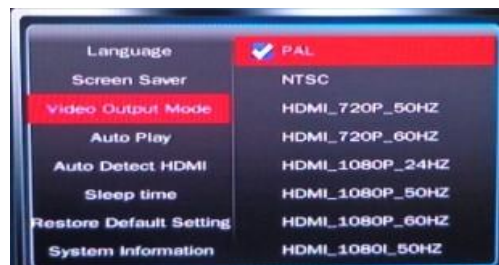 Language
Screen Saver
Video Output Mode
Auto Play
Auto Detect HDMI
Sleep time
Restore Default Setting
System Information
PAL
NTSC
HDMI_720P_50HZ
HDMI_720P_60HZ
HDMI_1080P_24HZ
HDMI_1080P_50HZ
HDMI_1080P_60HZ
HDMI_1080I_50HZ